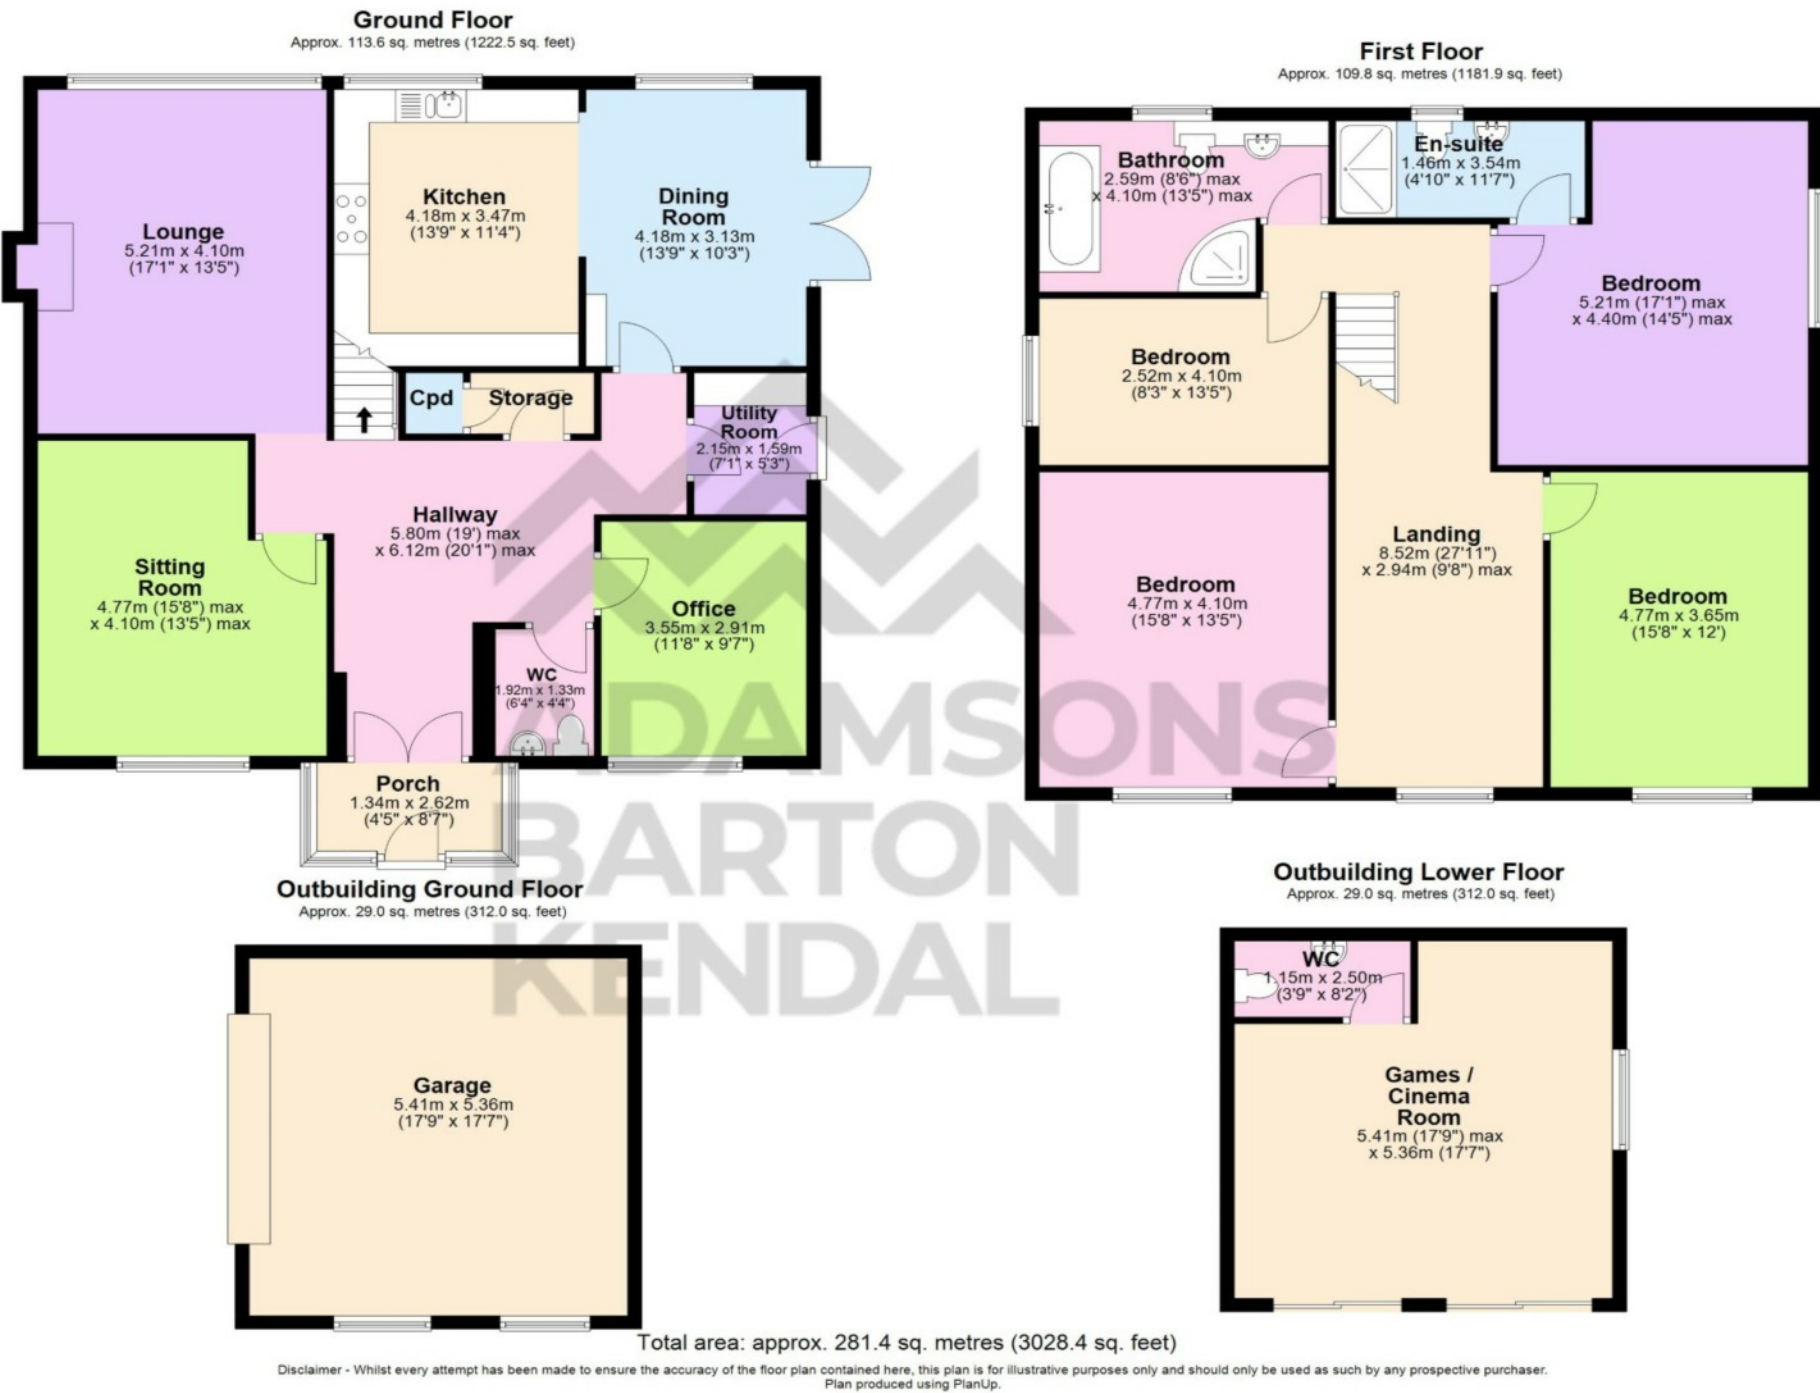 Ground Floor
Approx. 113.6 sq. metres (1222.5 sq. feet)
Lounge
5.21m x 4.10m
(17'1" x 13'5")
Kitchen
4.18m x 3.47m
(13'9" x 11'4")
Dining
Room
4.18m x 3.13m
(13'9" x 10'3")
Cpd
Storage
Utility
Room
2.15m x 1.59m
(7'1" x 5'3")
Hallway
5.80m (19') max
x 6.12m (20'1") max
Sitting
Room
4.77m (15'8") max
x 4.10m (13'5") max
Office
3.55m x 2.91m
(11'8" x 9'7")
WC
1.92m x 1.33m
(6'4" x 4'4")
Porch
1.34m x 2.62m
(4'5" x 8'7")
First Floor
Approx. 109.8 sq. metres (1181.9 sq. feet)
Bathroom
2.59m (8'6") max
x 4.10m (13'5") max
En-suite
1.46m x 3.54m
(4'10" x 11'7")
Bedroom
5.21m (17'1") max
x 4.40m (14'5") max
Bedroom
2.52m x 4.10m
(8'3" x 13'5")
Landing
8.52m (27'11")
x 2.94m (9'8") max
Bedroom
4.77m x 4.10m
(15'8" x 13'5")
Bedroom
4.77m x 3.65m
(15'8" x 12')
ADAMSONS
BARTON
KENDAL
Outbuilding Ground Floor
Approx. 29.0 sq. metres (312.0 sq. feet)
Garage
5.41m x 5.36m
(17'9" x 17'7")
Outbuilding Lower Floor
Approx. 29.0 sq. metres (312.0 sq. feet)
WC
1.15m x 2.50m
(3'9" x 8'2")
Games /
Cinema
Room
5.41m (17'9") max
x 5.36m (17'7")
Total area: approx. 281.4 sq. metres (3028.4 sq. feet)
Disclaimer - Whilst every attempt has been made to ensure the accuracy of the floor plan contained here, this plan is for illustrative purposes only and should only be used as such by any prospective purchaser.
Plan produced using PlanUp.